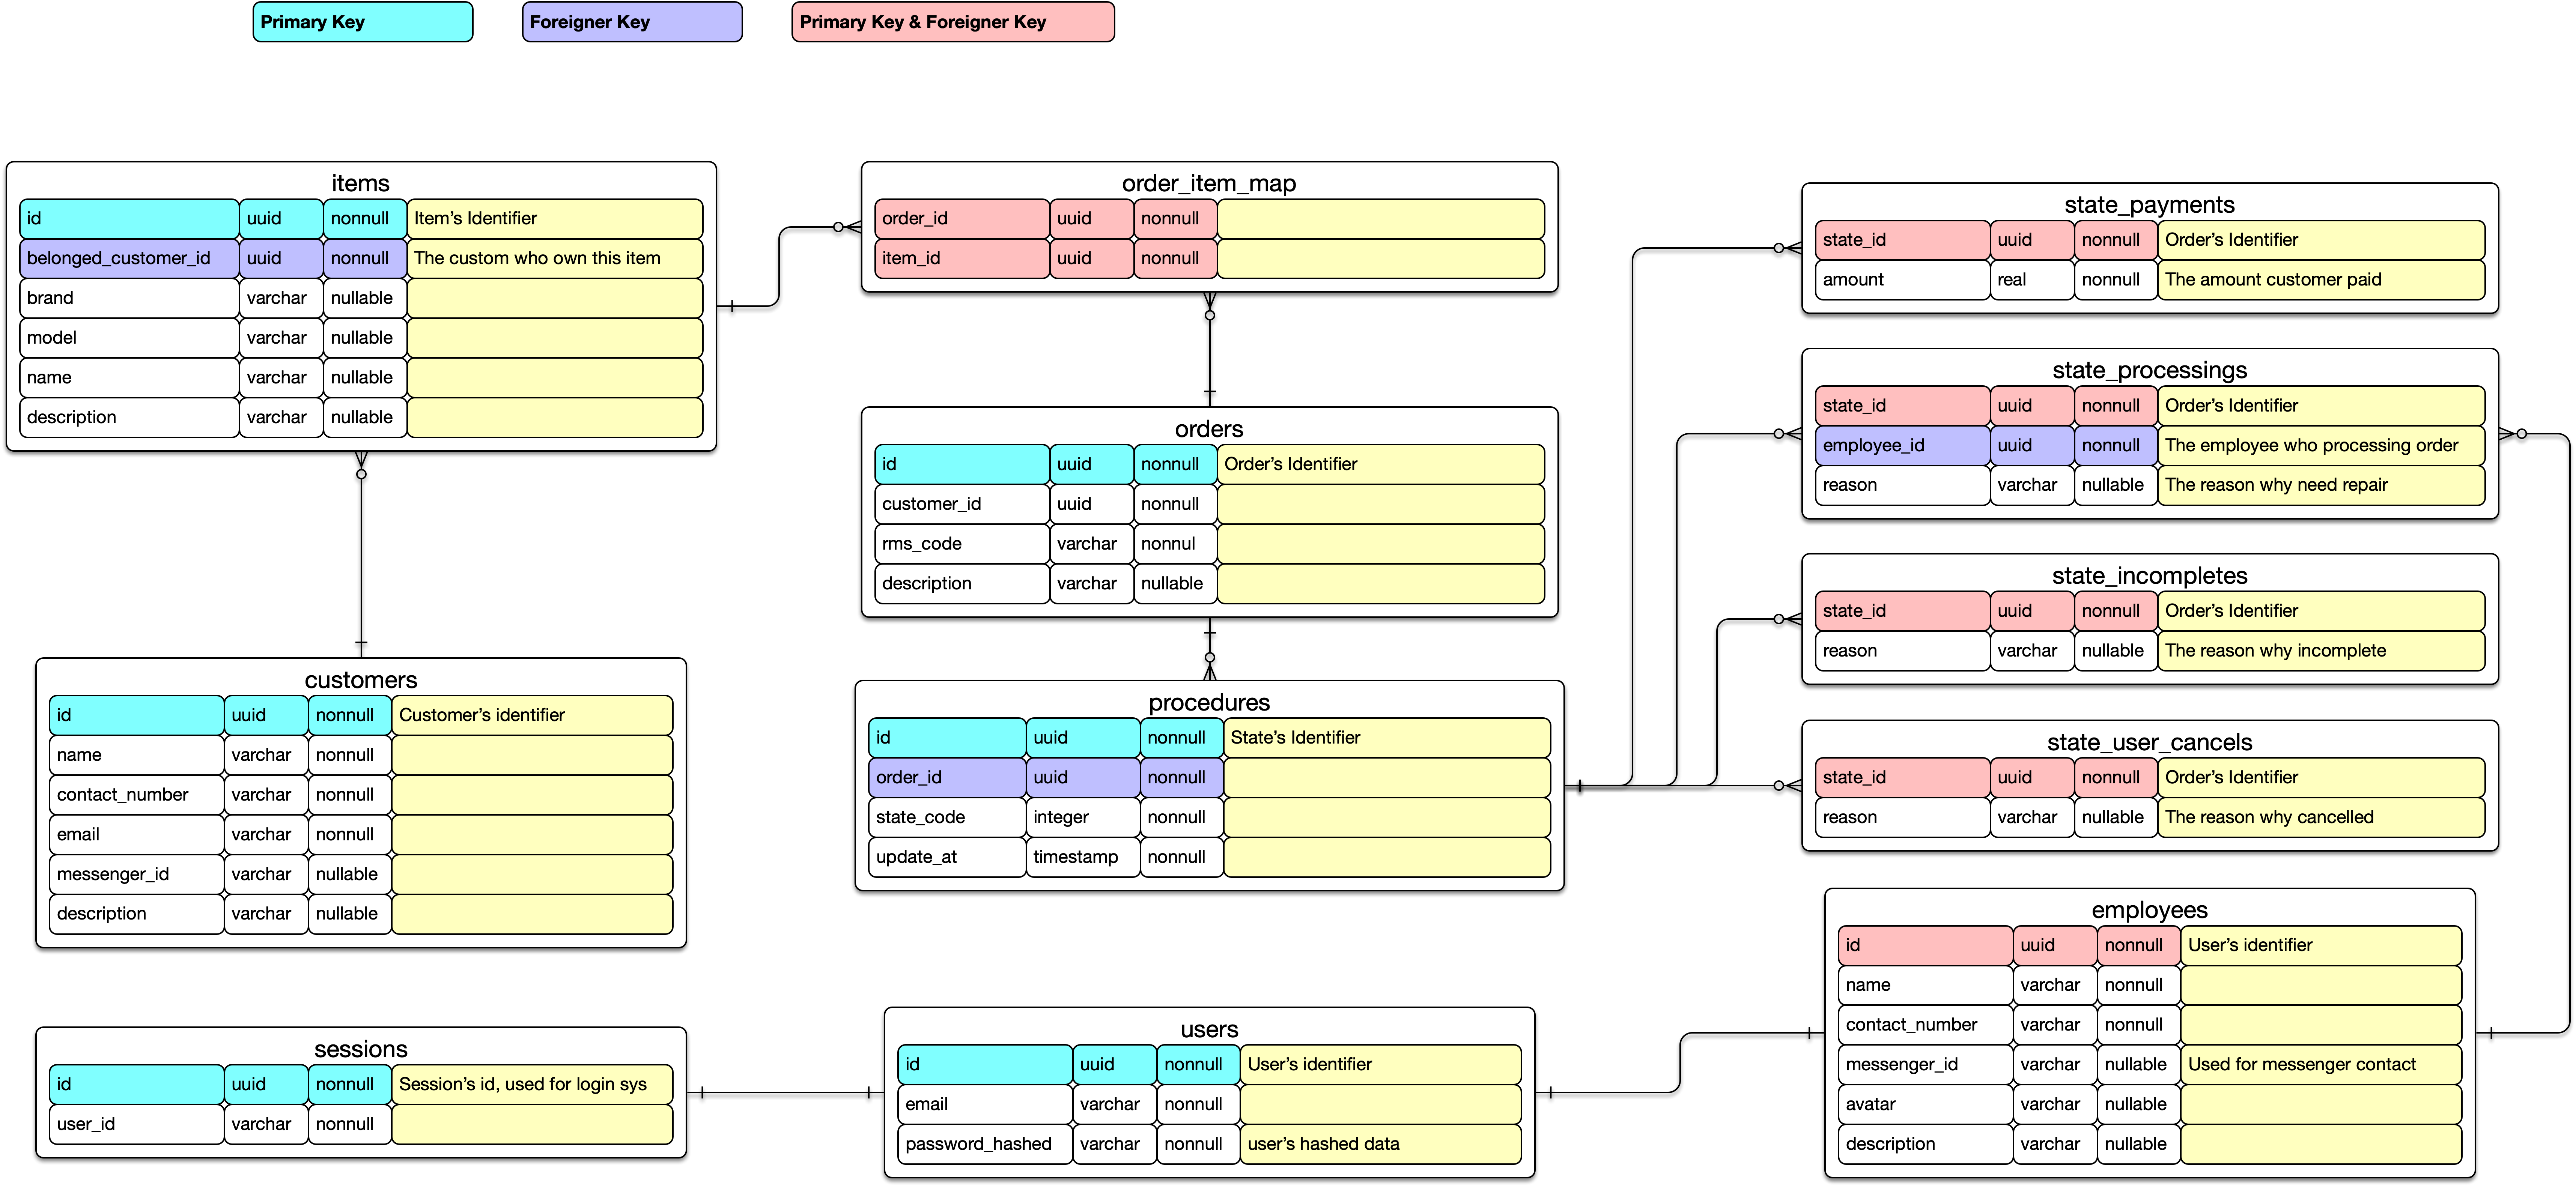 Primary Key
Foreigner Key
Primary Key & Foreigner Key
items
id uuid nonnull Item's Identifier
belonged_customer_id uuid nonnull The custom who own this item
brand varchar nullable
model varchar nullable
name varchar nullable
description varchar nullable
customers
id uuid nonnull Customer's identifier
name varchar nonnull
contact_number varchar nonnull
email varchar nonnull
messenger_id varchar nullable
description varchar nullable
sessions
id uuid nonnull Session's id, used for login sys
user_id varchar nonnull
order_item_map
order_id uuid nonnull
item_id uuid nonnull
orders
id uuid nonnull Order's Identifier
customer_id uuid nonnull
rms_code varchar nonnul
description varchar nullable
procedures
id uuid nonnull State's Identifier
order_id uuid nonnull
state_code integer nonnull
update_at timestamp nonnull
users
id uuid nonnull User's identifier
email varchar nonnull
password_hashed varchar nonnull user's hashed data
state_payments
state_id uuid nonnull Order's Identifier
amount real nonnull The amount customer paid
state_processings
state_id uuid nonnull Order's Identifier
employee_id uuid nonnull The employee who processing order
reason varchar nullable The reason why need repair
state_incompletes
state_id uuid nonnull Order's Identifier
reason varchar nullable The reason why incomplete
state_user_cancels
state_id uuid nonnull Order's Identifier
reason varchar nullable The reason why cancelled
employees
id uuid nonnull User's identifier
name varchar nonnull
contact_number varchar nonnull
messenger_id varchar nullable Used for messenger contact
avatar varchar nullable
description varchar nullable